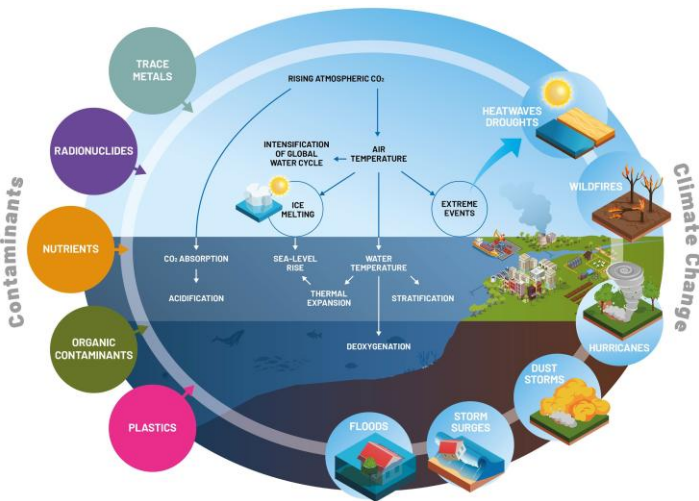 Contaminants
TRACE
METALS
RADIONUCLIDES
NUTRIENTS
ORGANIC
CONTAMINANTS
PLASTICS
RISING ATMOSPHERIC CO₂
INTENSIFICATION
OF GLOBAL
WATER CYCLE
AIR
TEMPERATURE
ICE
MELTING
EXTREME
EVENTS
CO₂ ABSORPTION
SEA-LEVEL
RISE
WATER
TEMPERATURE
ACIDIFICATION
THERMAL
EXPANSION
STRATIFICATION
DEOXYGENATION
HEATWAVES
DROUGHTS
WILDFIRES
HURRICANES
DUST
STORMS
STORM
SURGES
FLOODS
Climate Change